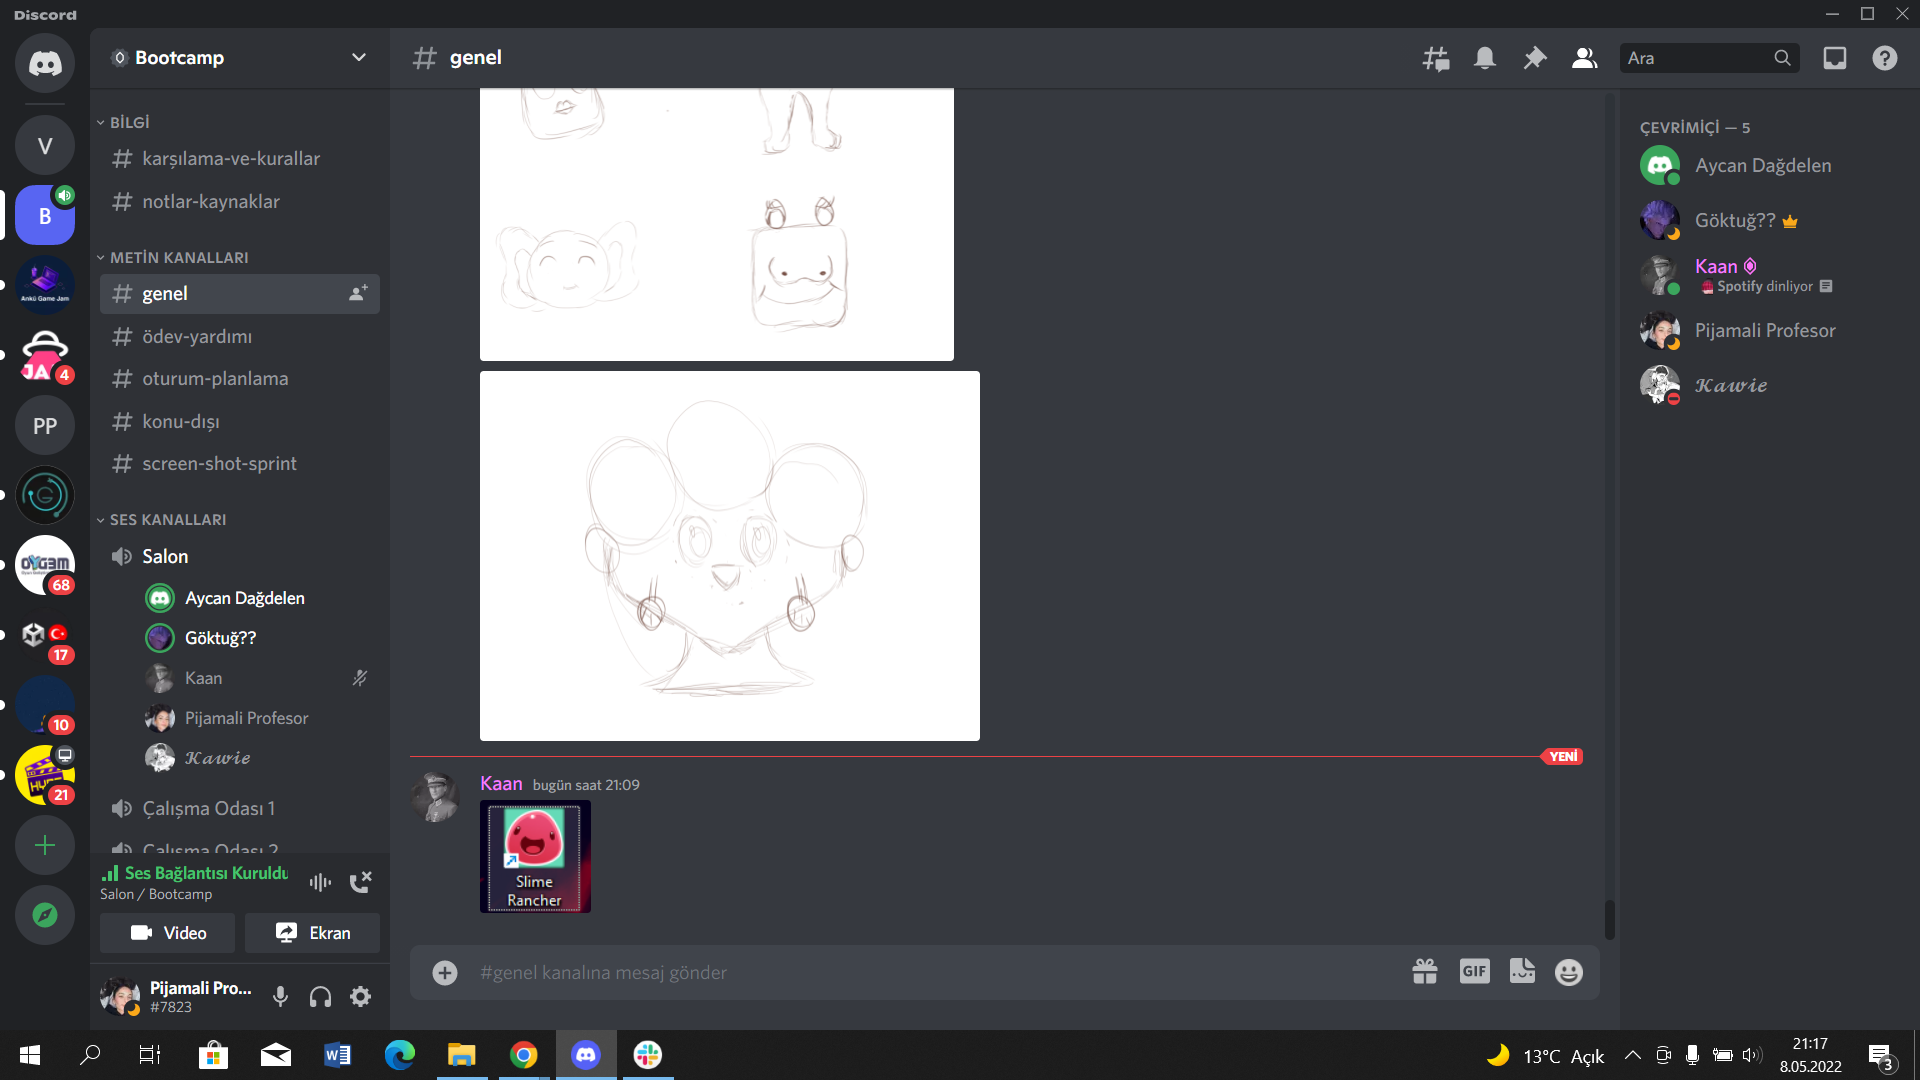 Discord
Bootcamp
genel
Ara
V
B
Ankü Game Jam
JA
4
PP
G
OYGEM
68
17
10
HYPE
21
BİLGİ
karşılama-ve-kurallar
notlar-kaynaklar
METİN KANALLARI
genel
ödev-yardımı
oturum-planlama
konu-dışı
screen-shot-sprint
SES KANALLARI
Salon
Aycan Dağdelen
Göktuğ??
Kaan
Pijamali Profesor
𝓚𝓪𝔀𝓲𝓮
Çalışma Odası 1
Çalışma Odası 2
Ses Bağlantısı Kuruldu
Salon / Bootcamp
Video
Ekran
Pijamali Pro...
#7823
YENİ
Kaan bugün saat 21:09
Slime
Rancher
#genel kanalına mesaj gönder
GIF
ÇEVRİMİÇİ — 5
Aycan Dağdelen
Göktuğ??
Kaan
Spotify dinliyor
Pijamali Profesor
𝓚𝓪𝔀𝓲𝓮
13°C Açık
21:17
8.05.2022
3